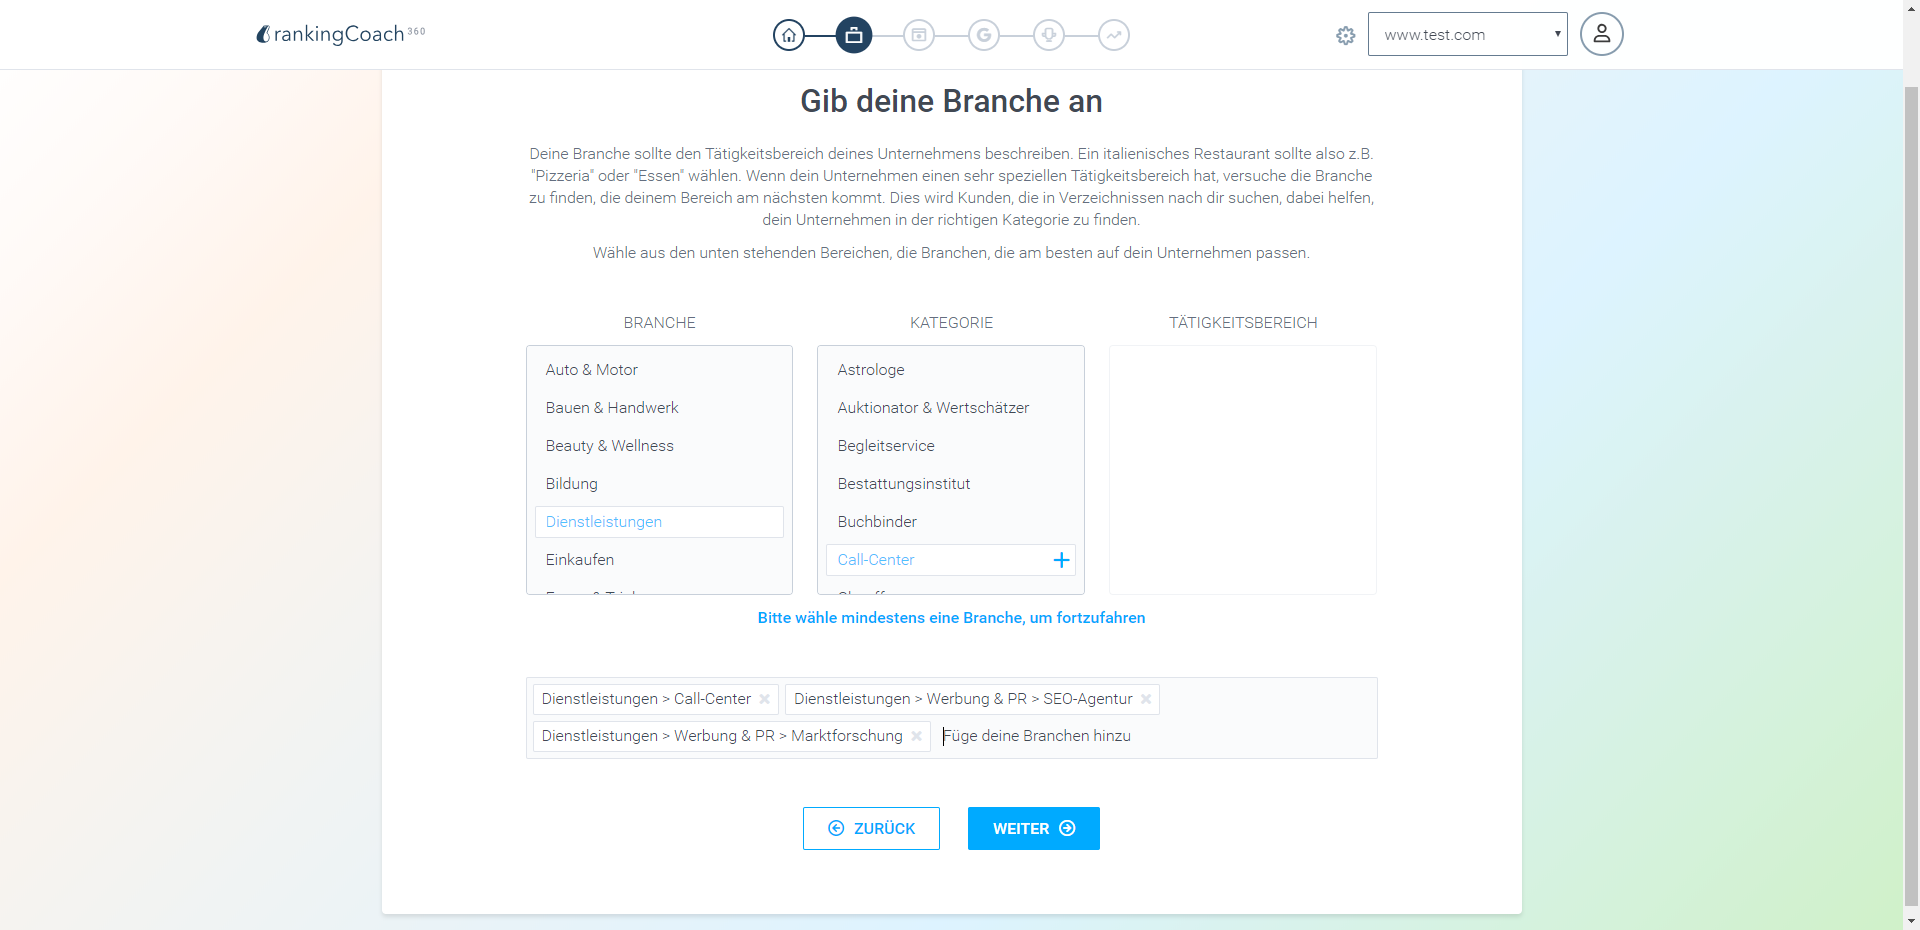 rankingCoach 360
www.test.com
Gib deine Branche an
Deine Branche sollte den Tätigkeitsbereich deines Unternehmens beschreiben. Ein italienisches Restaurant sollte also z.B.
"Pizzeria" oder "Essen" wählen. Wenn dein Unternehmen einen sehr speziellen Tätigkeitsbereich hat, versuche die Branche
zu finden, die deinem Bereich am nächsten kommt. Dies wird Kunden, die in Verzeichnissen nach dir suchen, dabei helfen,
dein Unternehmen in der richtigen Kategorie zu finden.
Wähle aus den unten stehenden Bereichen, die Branchen, die am besten auf dein Unternehmen passen.
BRANCHE
Auto & Motor
Bauen & Handwerk
Beauty & Wellness
Bildung
Dienstleistungen
Einkaufen
KATEGORIE
Astrologe
Auktionator & Wertschätzer
Begleitservice
Bestattungsinstitut
Buchbinder
Call-Center
TÄTIGKEITSBEREICH
Bitte wähle mindestens eine Branche, um fortzufahren
Dienstleistungen > Call-Center
Dienstleistungen > Werbung & PR > SEO-Agentur
Dienstleistungen > Werbung & PR > Marktforschung
Füge deine Branchen hinzu
ZURÜCK
WEITER